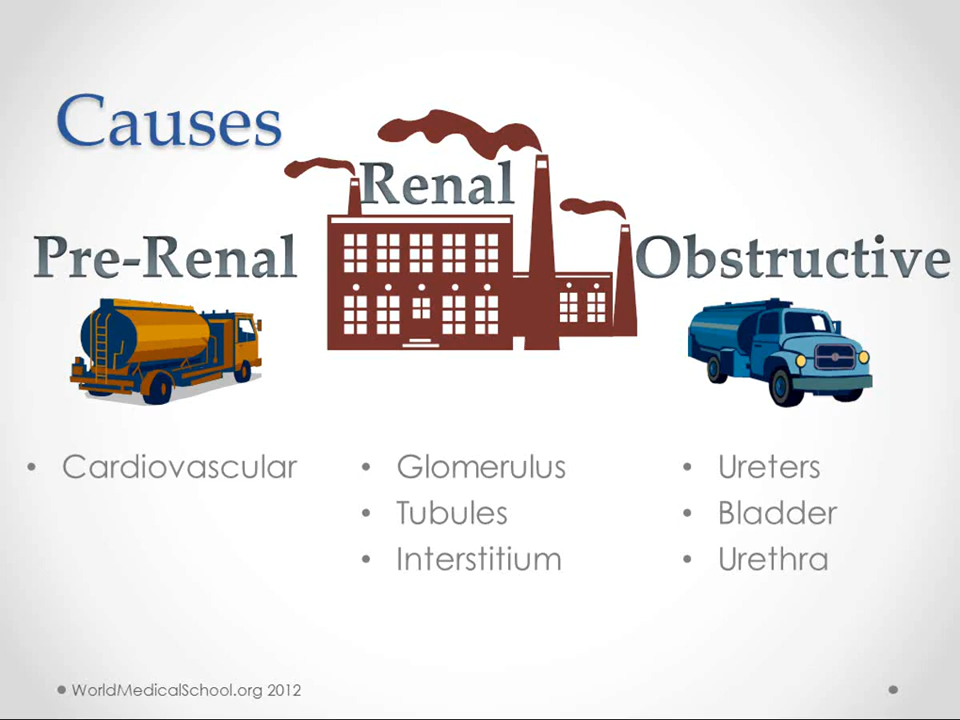 Causes
Renal
Pre-Renal
Obstructive
• Cardiovascular
• Glomerulus
• Tubules
• Interstitium
• Ureters
• Bladder
• Urethra
WorldMedicalSchool.org 2012